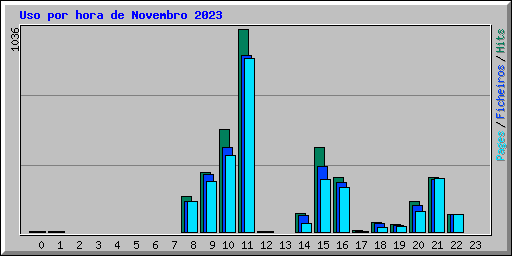 Uso por hora de Novembro 2023
1036
Pages/Ficheiros/Hits
0 1 2 3 4 5 6 7 8 9 10 11 12 13 14 15 16 17 18 19 20 21 22 23